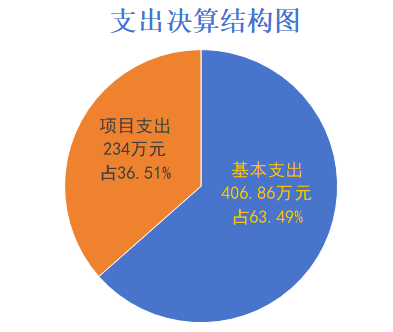 支出决算结构图
项目支出
234万元
占36.51%
基本支出
406.86万元
占63.49%